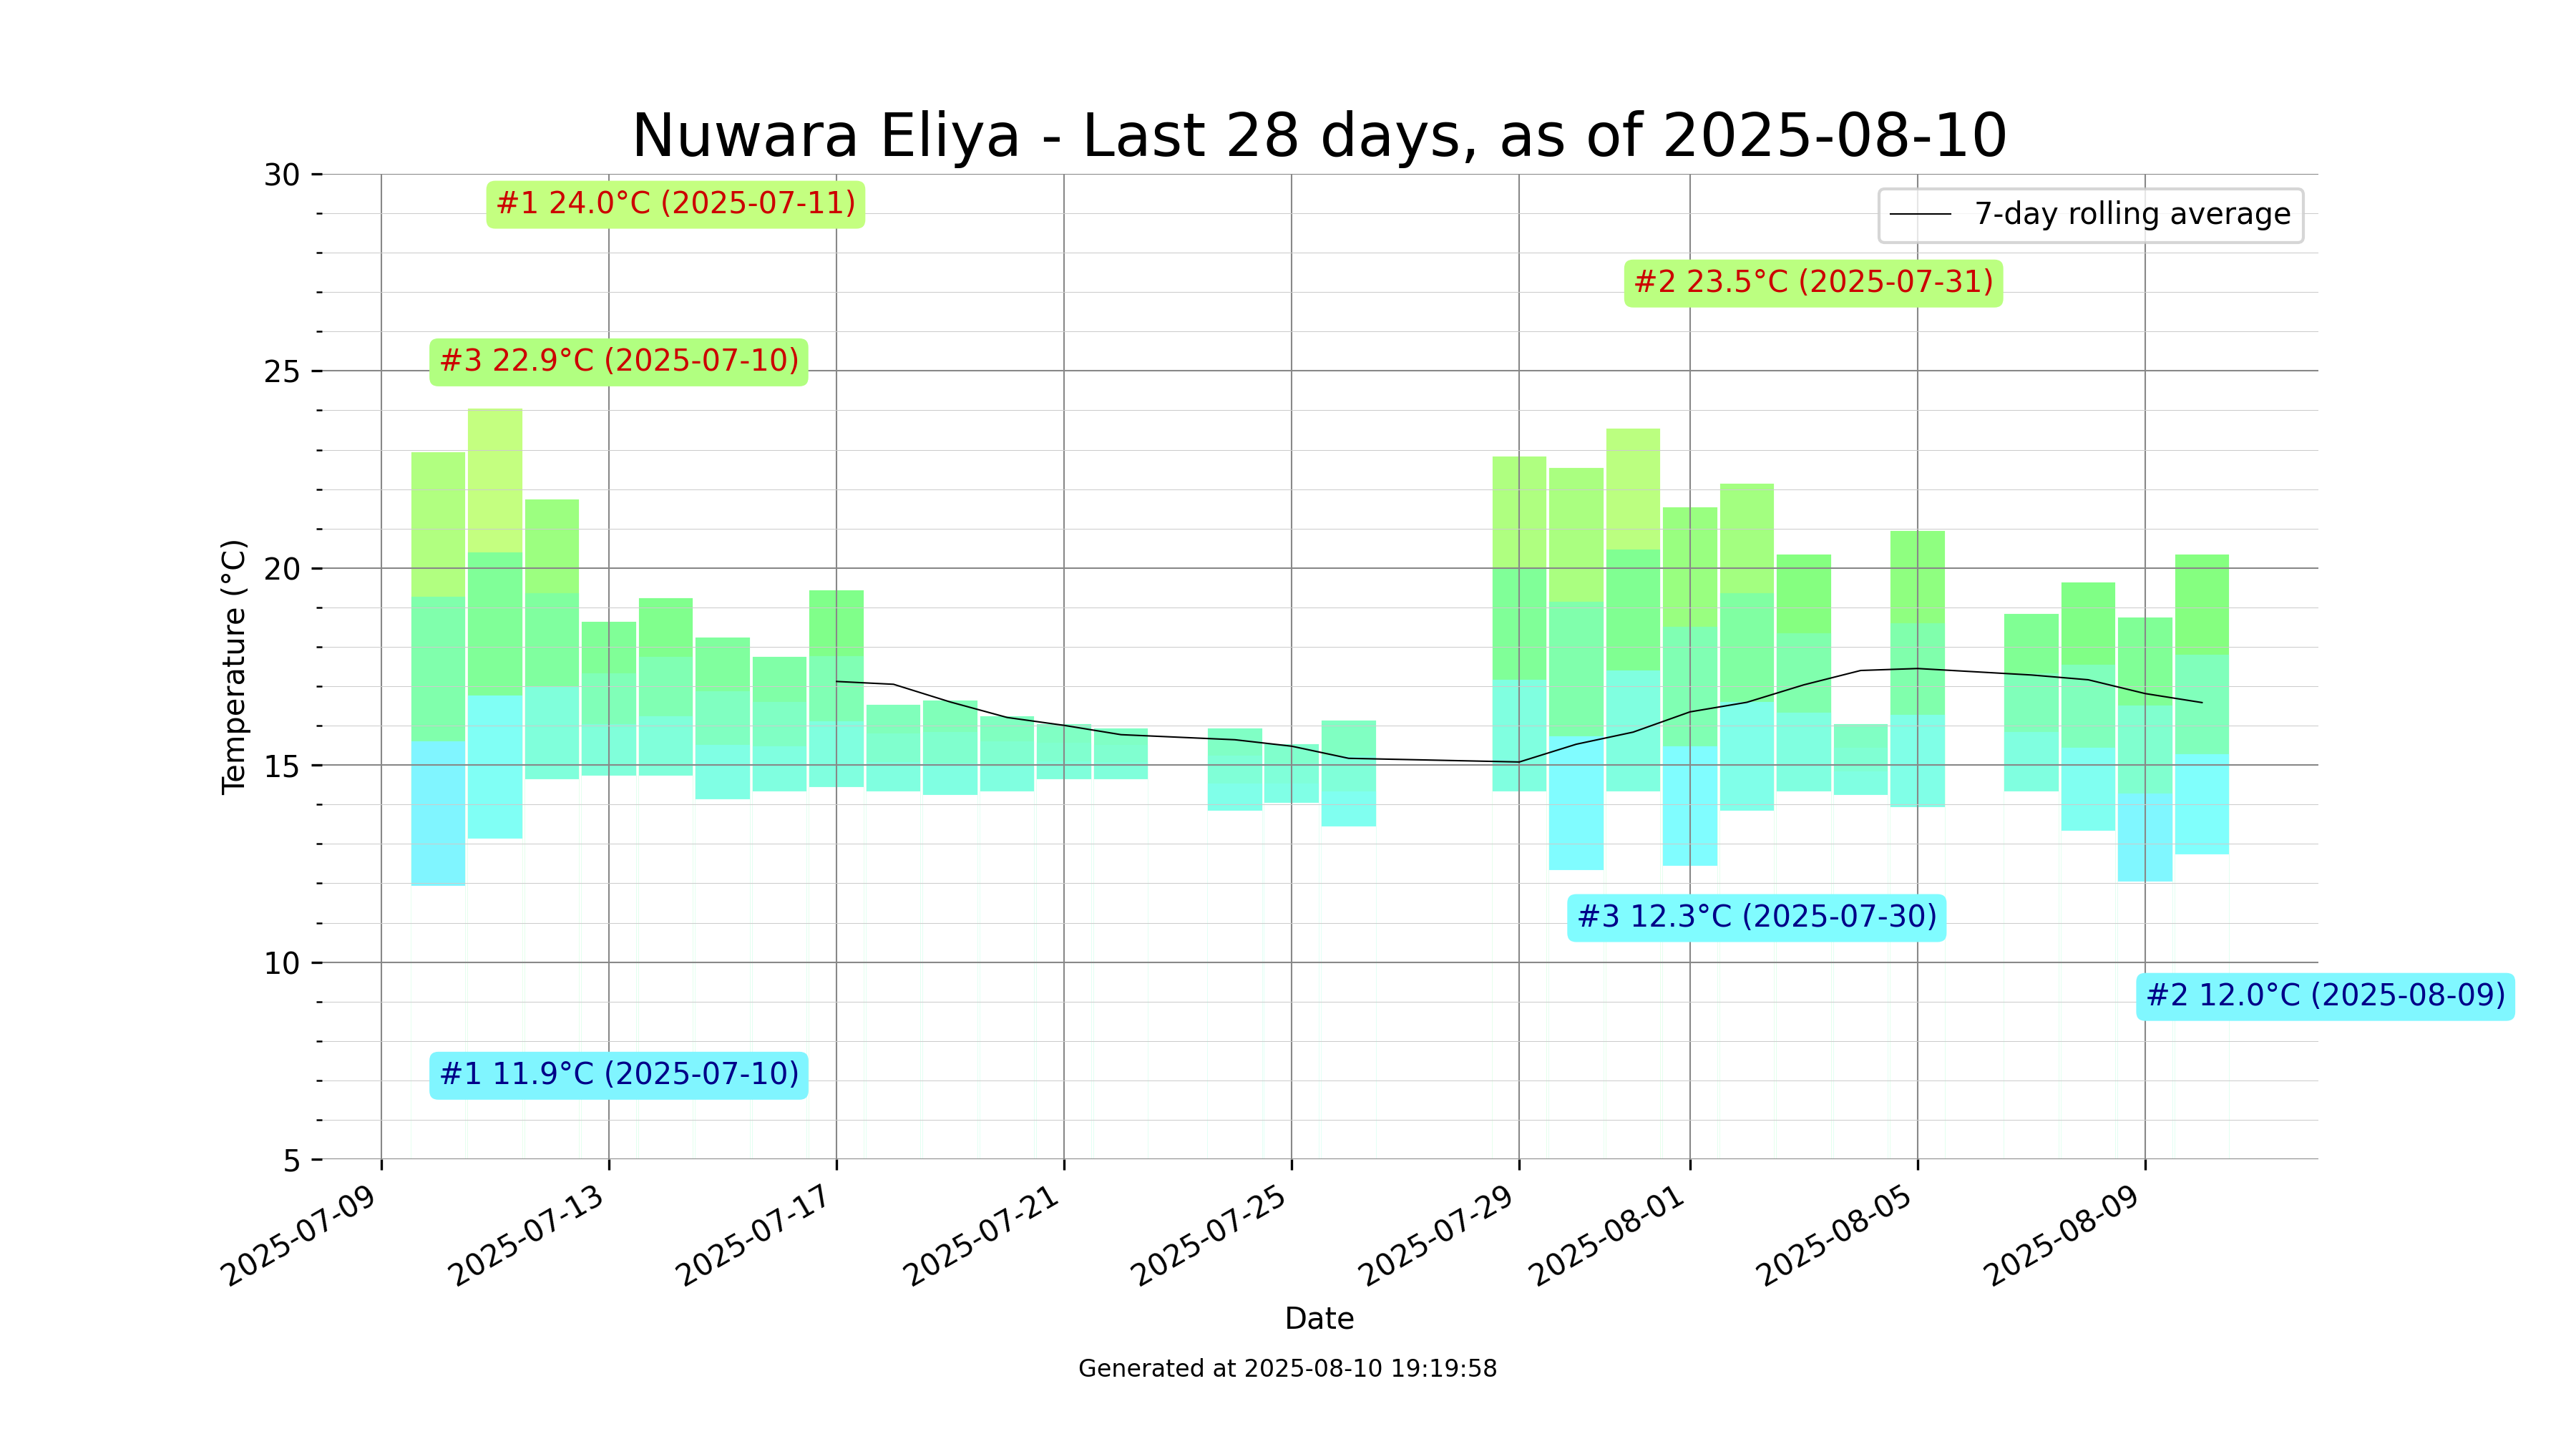 Nuwara Eliya - Last 28 days, as of 2025-08-10
30
25
20
15
10
5
Temperature (°C)
#1 24.0°C (2025-07-11)
7-day rolling average
#2 23.5°C (2025-07-31)
#3 22.9°C (2025-07-10)
#3 12.3°C (2025-07-30)
#2 12.0°C (2025-08-09)
#1 11.9°C (2025-07-10)
2025-07-09
2025-07-13
2025-07-17
2025-07-21
2025-07-25
2025-07-29
2025-08-01
2025-08-05
2025-08-09
Date
Generated at 2025-08-10 19:19:58